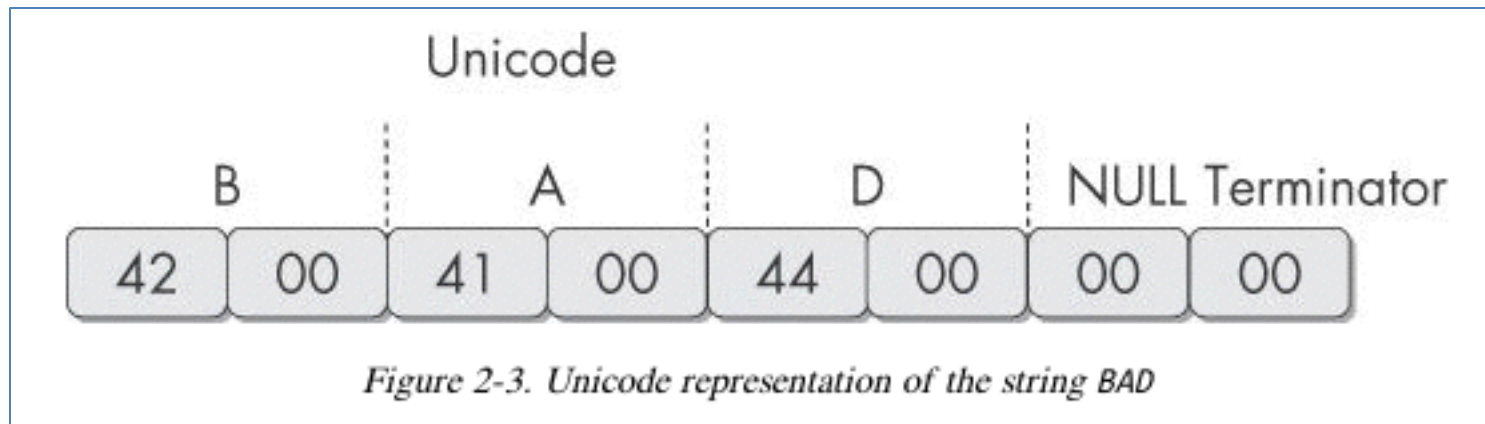 Unicode
B A D NULL Terminator
42 00 41 00 44 00 00 00
Figure 2-3. Unicode representation of the string BAD